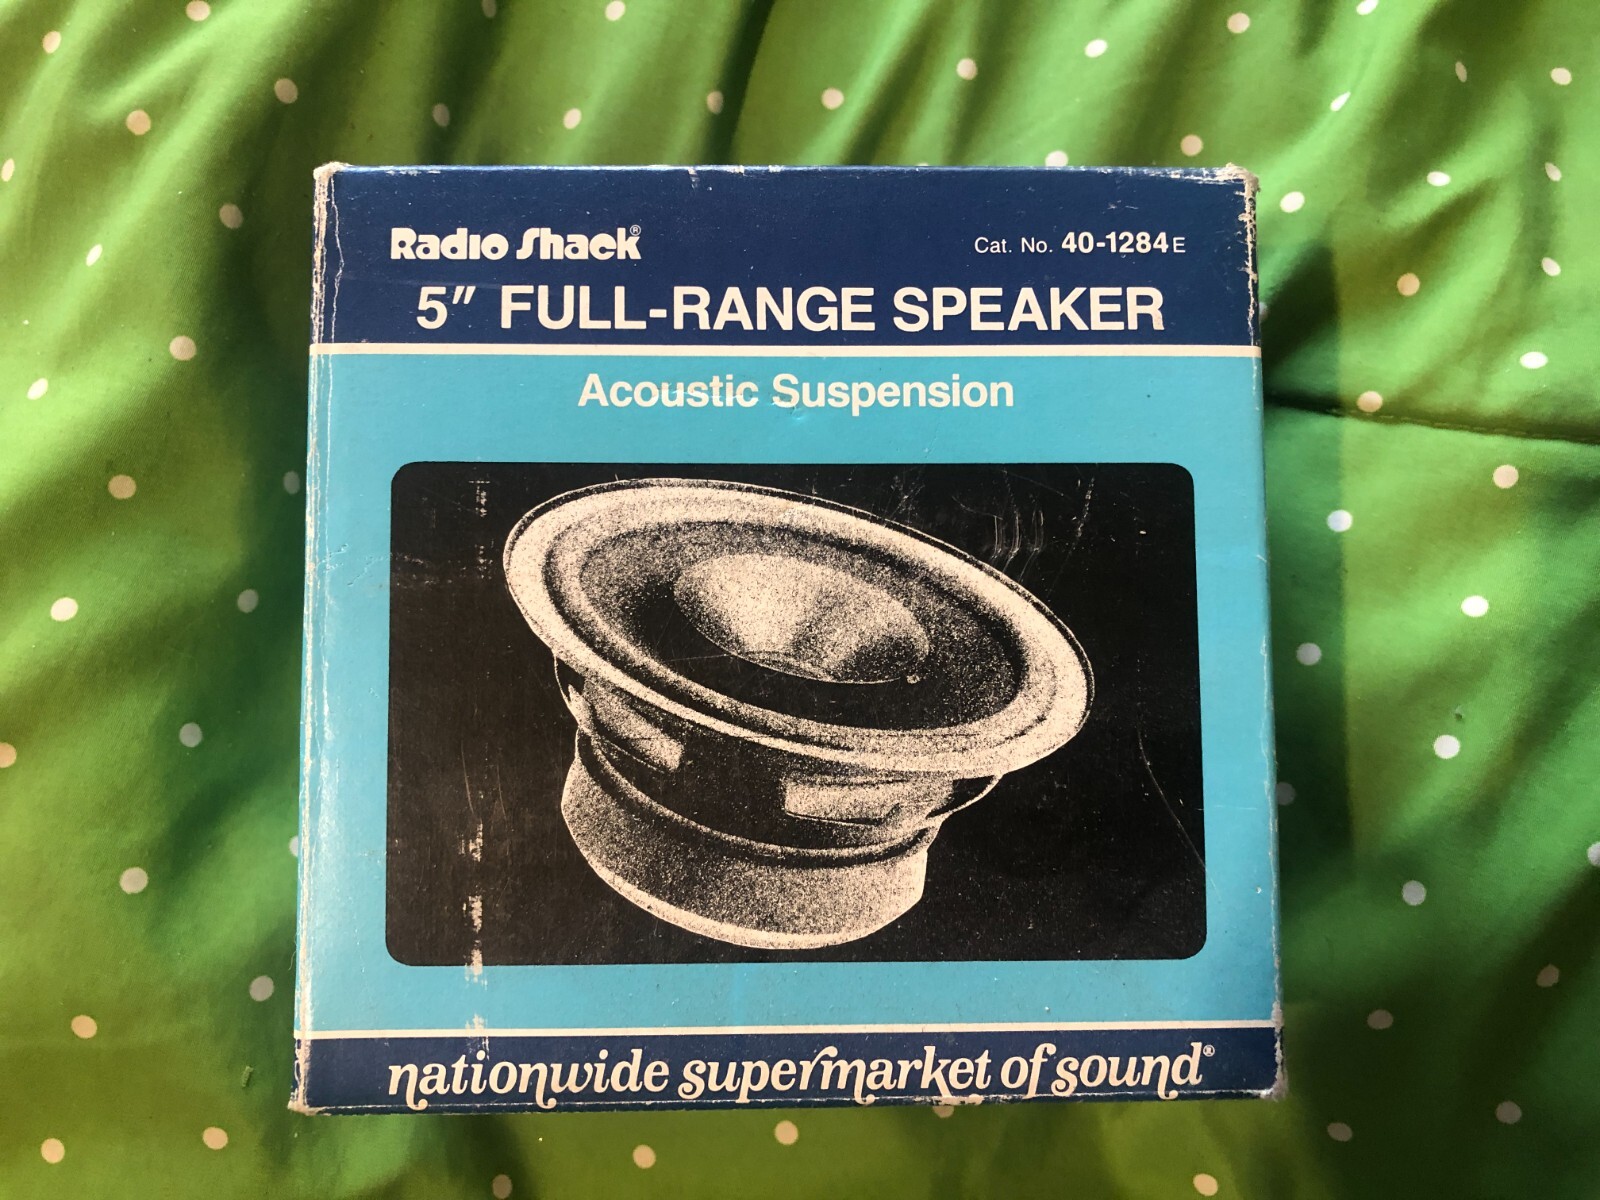 Radio Shack®
Cat. No. 40-1284E
5" FULL-RANGE SPEAKER
Acoustic Suspension
nationwide supermarket of sound®